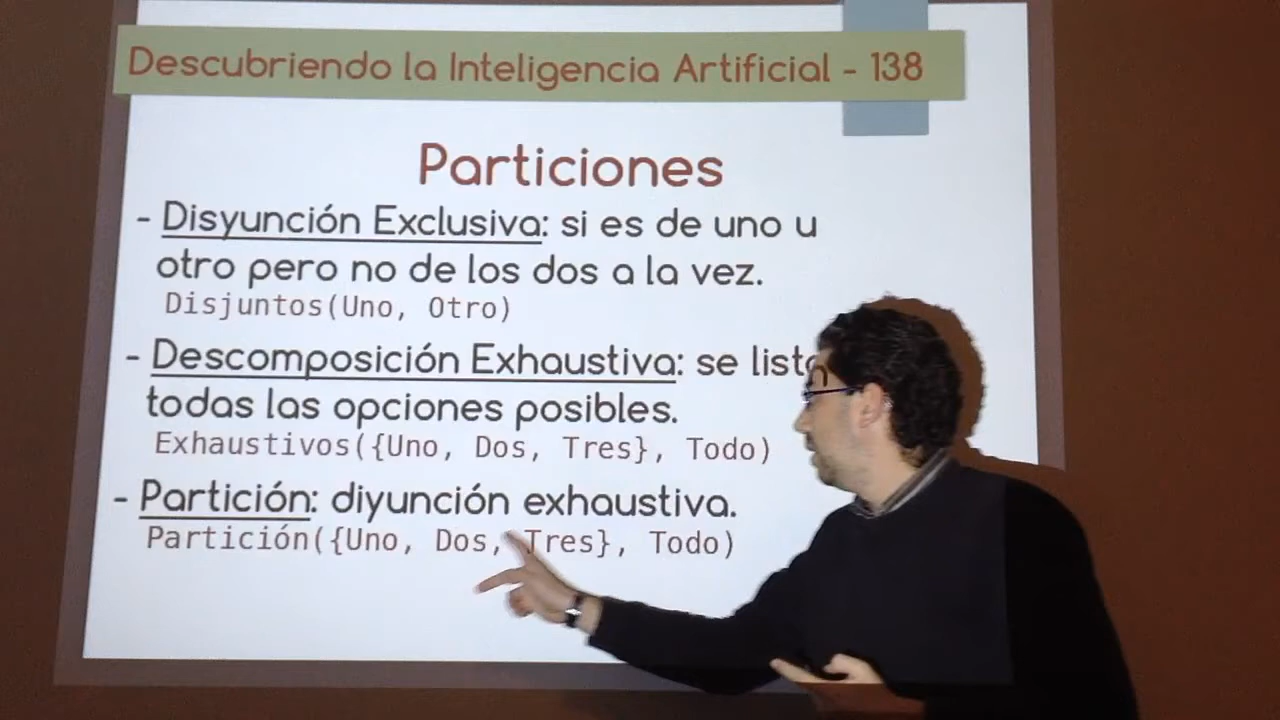 Descubriendo la Inteligencia Artificial - 138
Particiones
- Disyunción Exclusiva: si es de uno u
otro pero no de los dos a la vez.
Disjuntos(Uno, Otro)
- Descomposición Exhaustiva: se
todas las opciones posibles.
Exhaustivos({Uno, Dos, Tres}, Todo)
- Partición: diyunción exhaustiva.
Partición({Uno, Dos, Tres}, Todo)